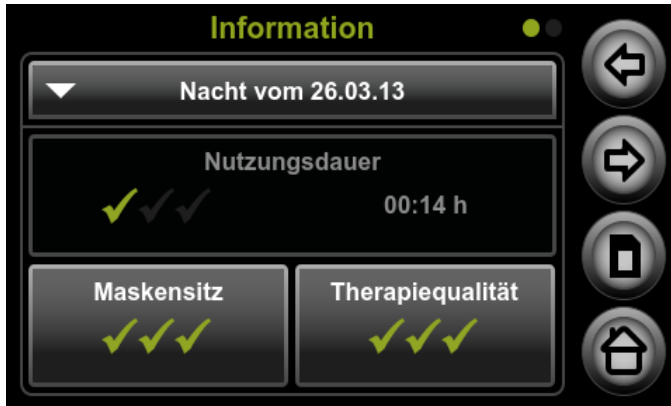 Information
Nacht vom 26.03.13
Nutzungsdauer
00:14 h
Maskensitz
Therapiequalität